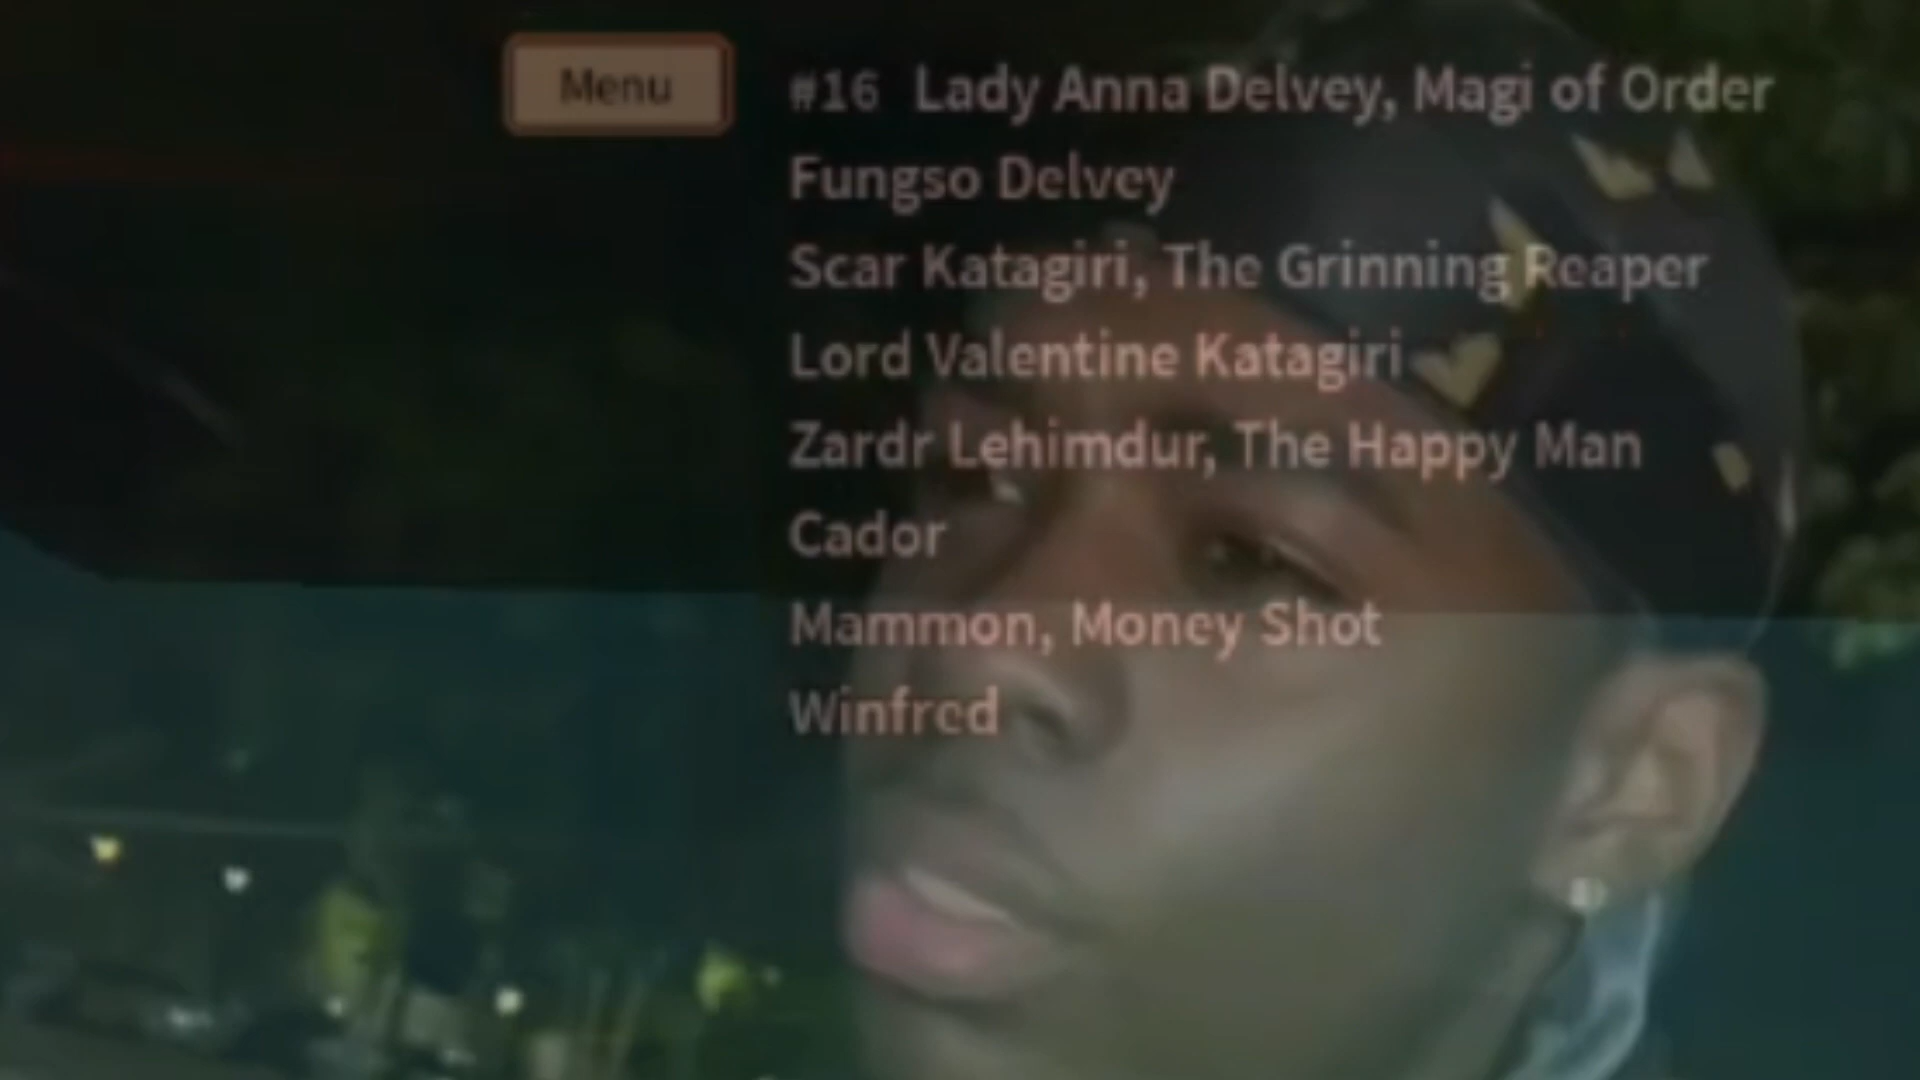 Menu
#16 Lady Anna Delvey, Magi of Order
Fungso Delvey
Scar Katagiri, The Grinning Reaper
Lord Valentine Katagiri
Zardr Lehimdur, The Happy Man
Cador
Mammon, Money Shot
Winfred